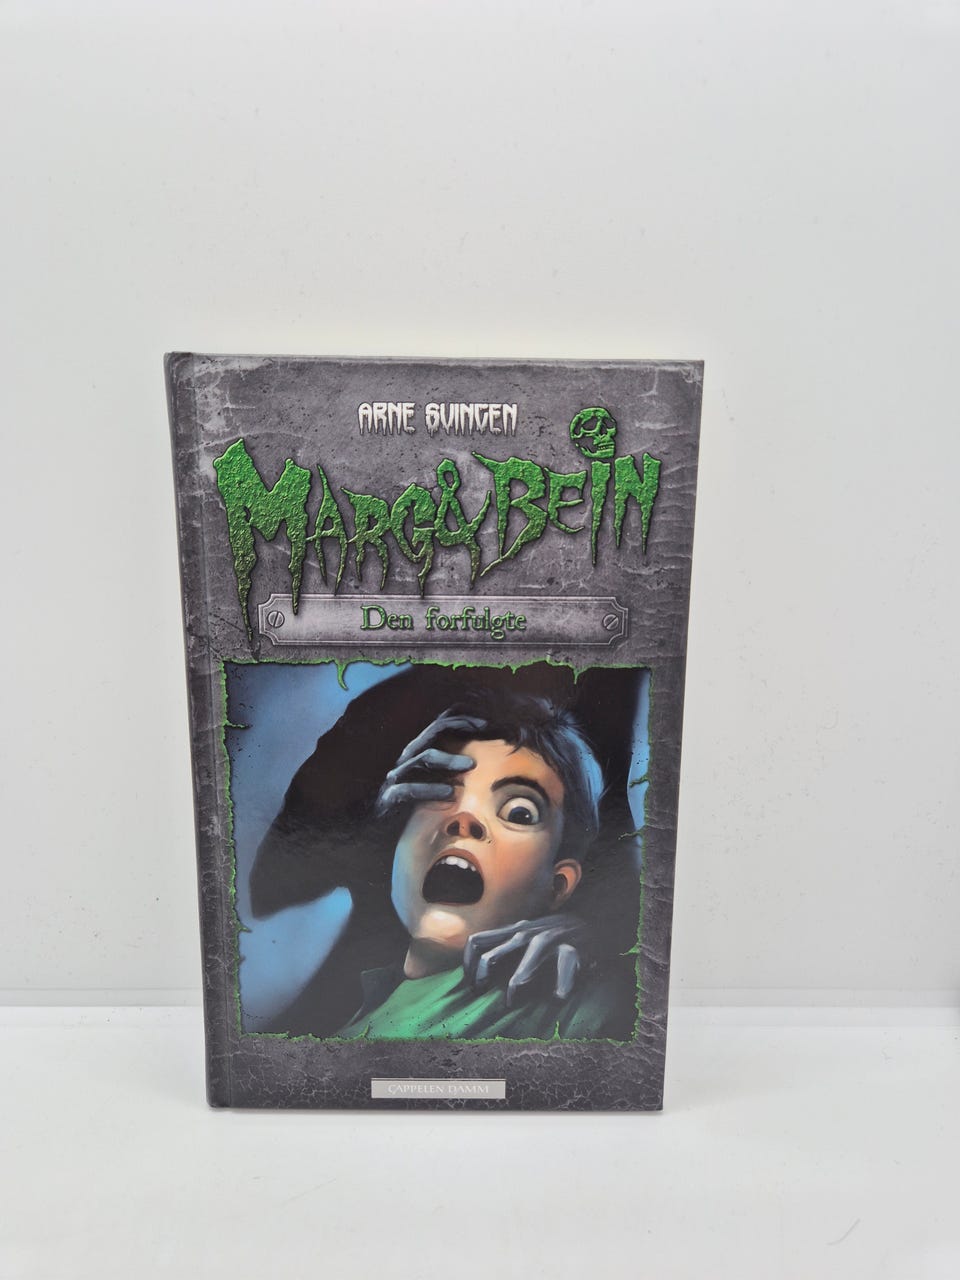 ARNE SVINGEN
MARG & BEIN
Den forfulgte
CAPPELEN DAMM